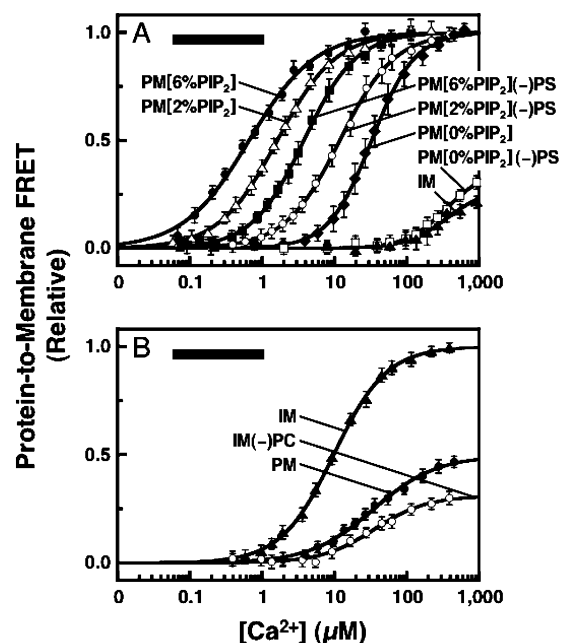 A
1.0
0.5
0.0
PM[6%PIP₂]
PM[2%PIP₂]
PM[6%PIP₂](−)PS
PM[2%PIP₂](−)PS
PM[0%PIP₂]
PM[0%PIP₂](−)PS
IM
0 0.1 1 10 100 1,000
Protein-to-Membrane FRET
(Relative)
B
1.0
0.5
0.0
IM
IM(−)PC
PM
0 0.1 1 10 100 1,000
[Ca²⁺] (µM)